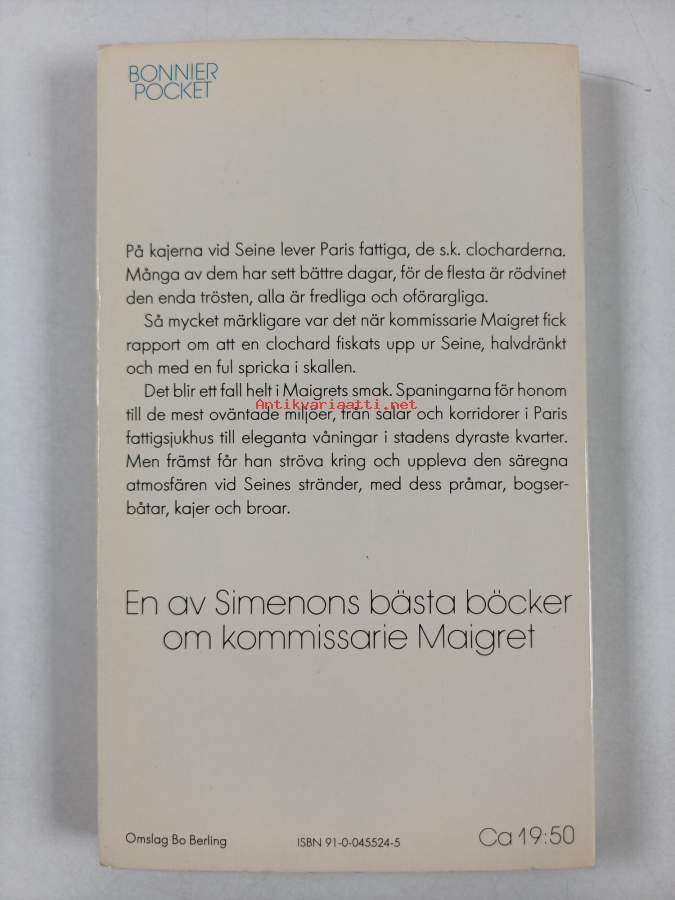 BONNIER
POCKET
På kajerna vid Seine lever Paris fattiga, de s.k. clocharderna.
Många av dem har sett bättre dagar, för de flesta är rödvinet
den enda trösten, alla är fredliga och oförargliga.
Så mycket märkligare var det när kommissarie Maigret fick
rapport om att en clochard fiskats upp ur Seine, halvdränkt
och med en ful spricka i skallen.
Det blir ett fall helt i Maigrets smak. Spaningarna för honom
Antikvariaatti.net
till de mest oväntade miljöer, från salar och korridorer i Paris
fattigsjukhus till eleganta våningar i stadens dyraste kvarter.
Men främst får han ströva kring och uppleva den säregna
atmosfären vid Seines stränder, med dess pråmar, bogser-
båtar, kajer och broar.
En av Simenons bästa böcker
om kommissarie Maigret
Omslag Bo Berling ISBN 91-0-045524-5 Ca 19:50